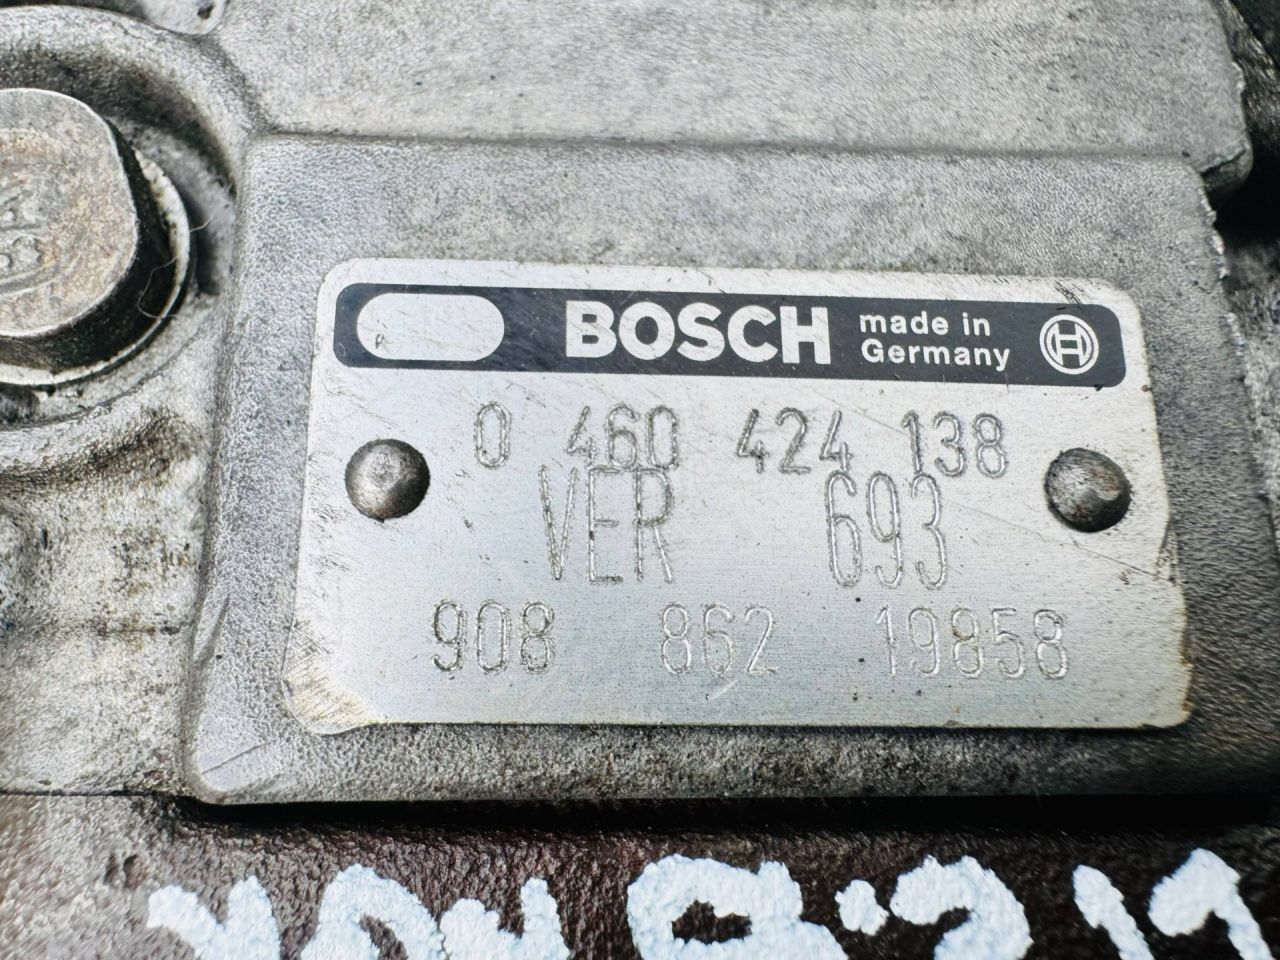 BOSCH made in Germany
0 460 424 138
VER 693
908 862 19858